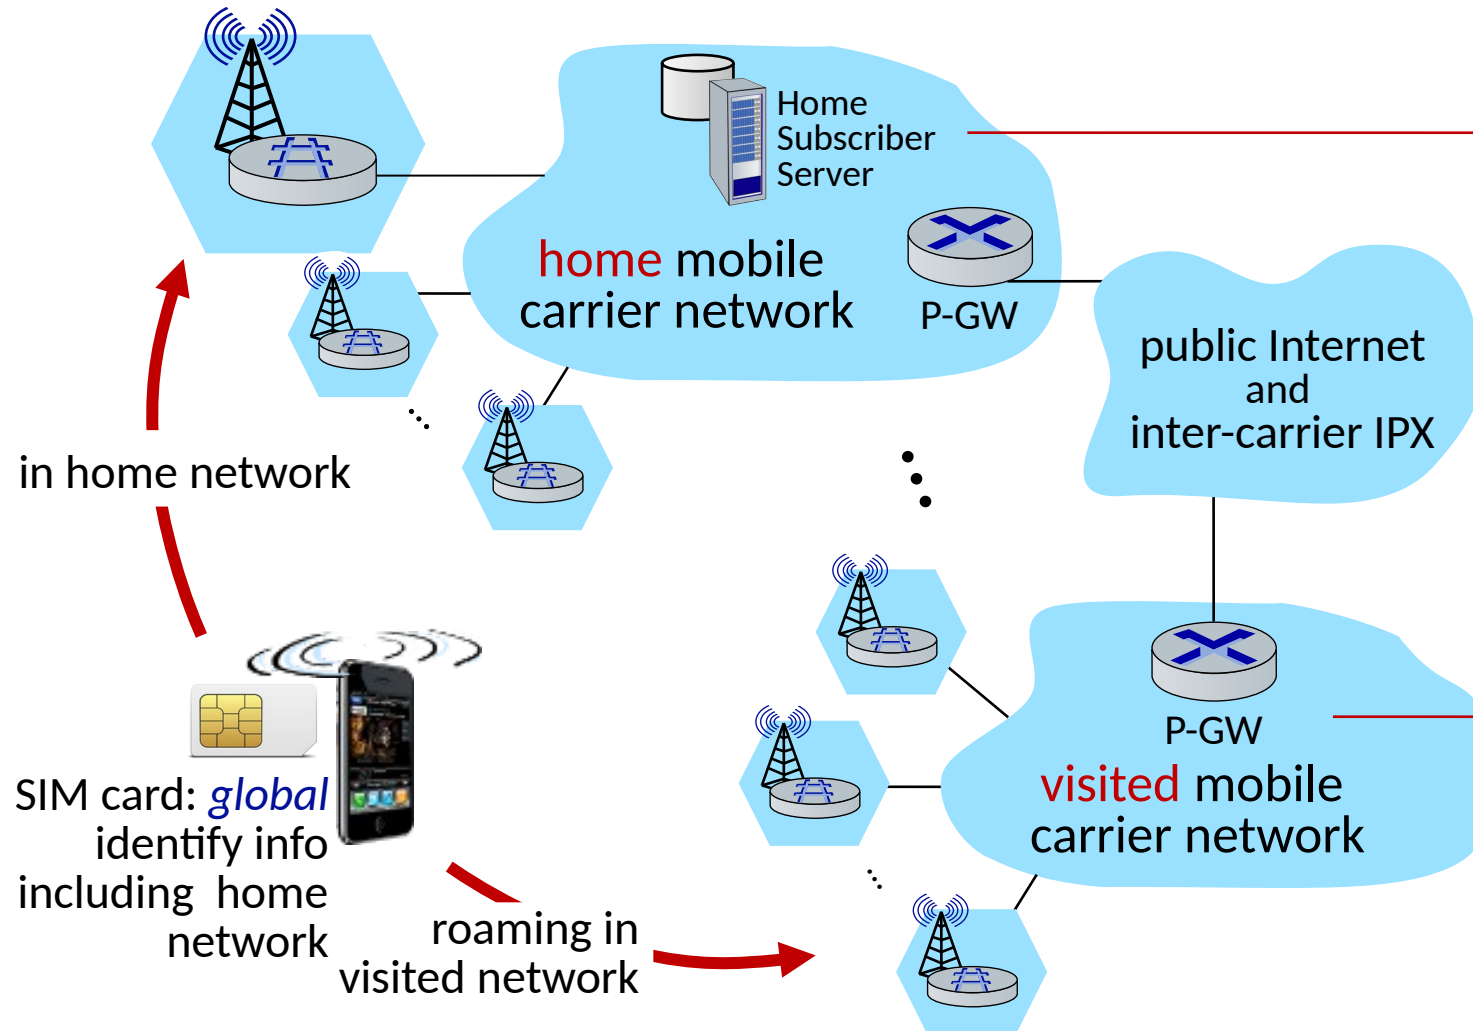 Home
Subscriber
Server
home mobile
carrier network
P-GW
public Internet
and
inter-carrier IPX
in home network
P-GW
visited mobile
carrier network
SIM card: global
identify info
including home
network
roaming in
visited network